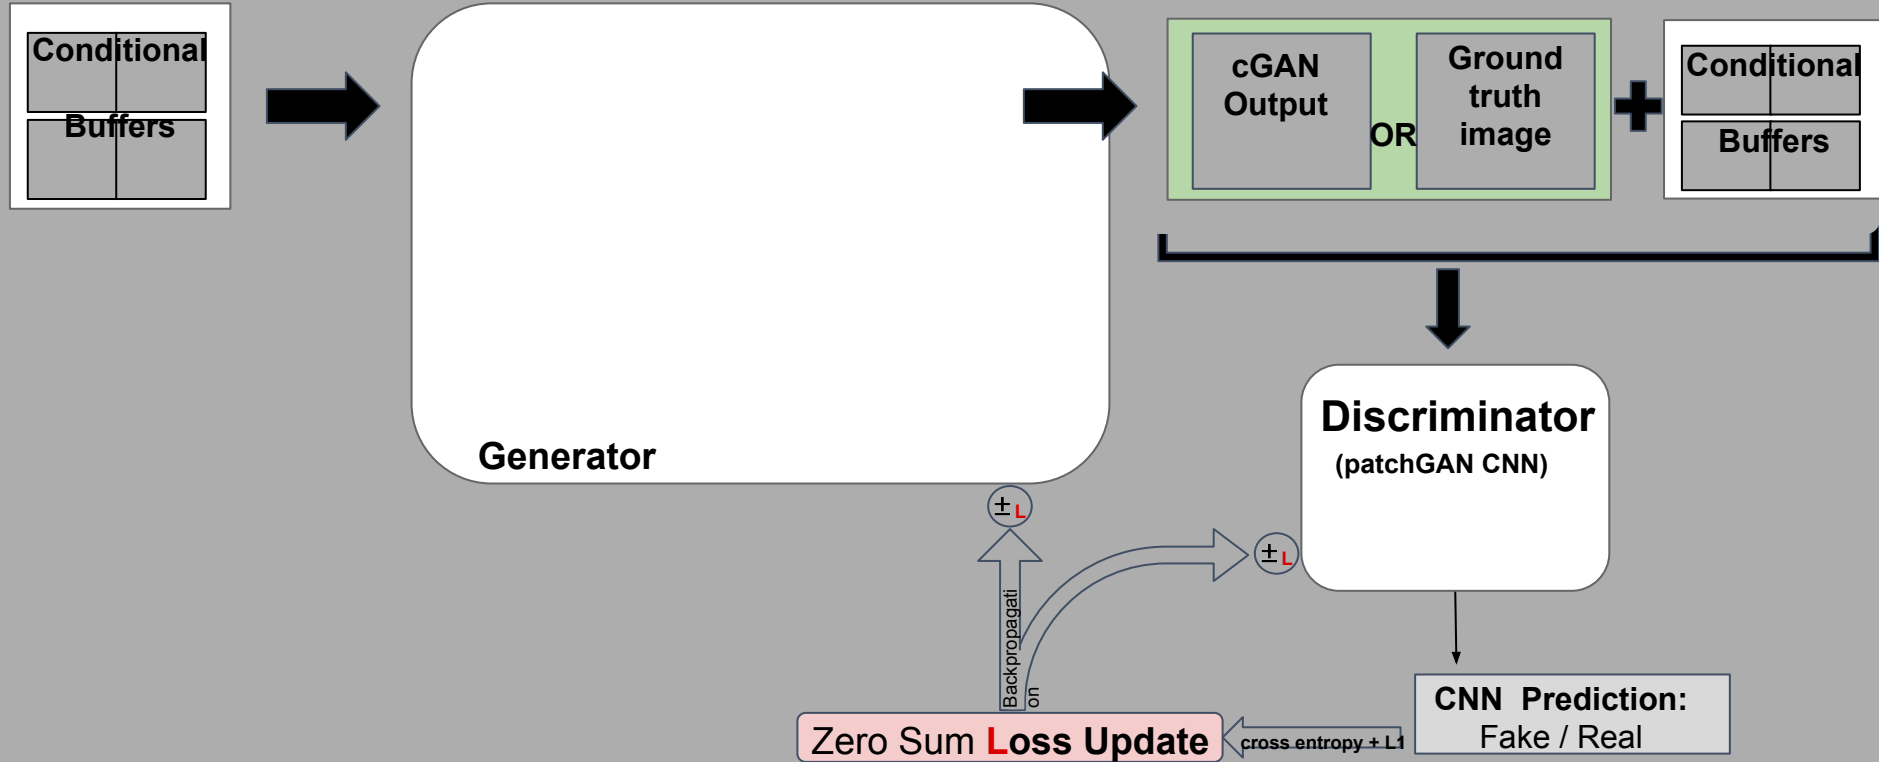 Conditional
Buffers
cGAN
Output
OR
Ground
truth
image
Conditional
Buffers
Generator
Discriminator
(patchGAN CNN)
± L
± L
Backpropagati
on
CNN  Prediction:
Fake / Real
cross entropy + L1
Zero Sum Loss Update